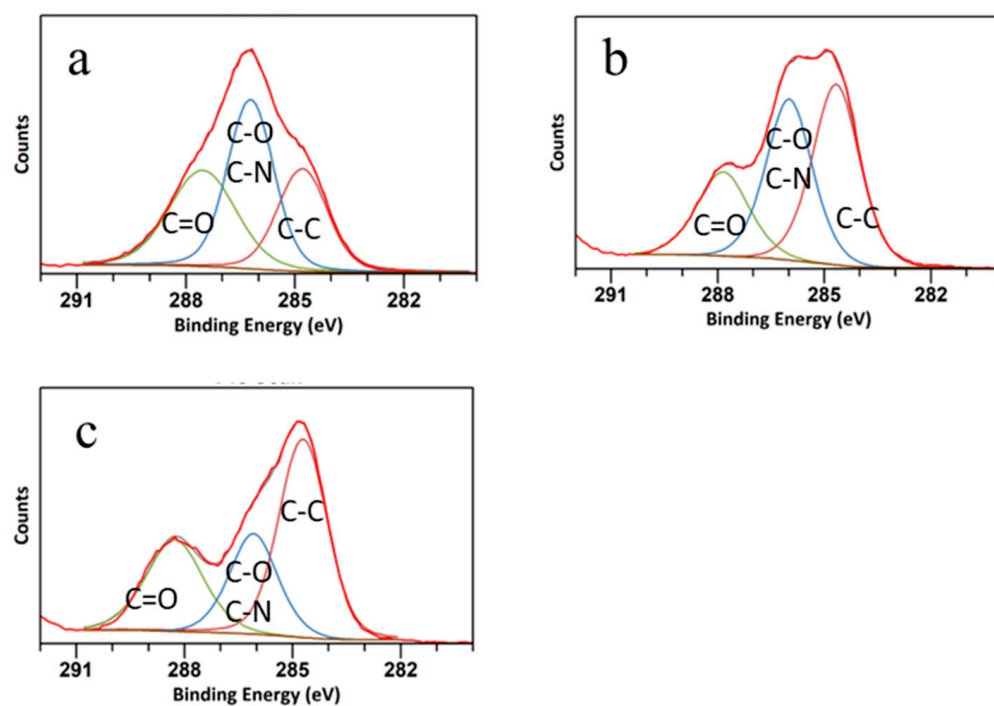 a
C-O
C-N
C=O
C-C
Counts
291 288 285 282
Binding Energy (eV)
b
C-O
C-N
C=O
C-C
Counts
291 288 285 282
Binding Energy (eV)
c
C-C
C-O
C=O
C-N
Counts
291 288 285 282
Binding Energy (eV)